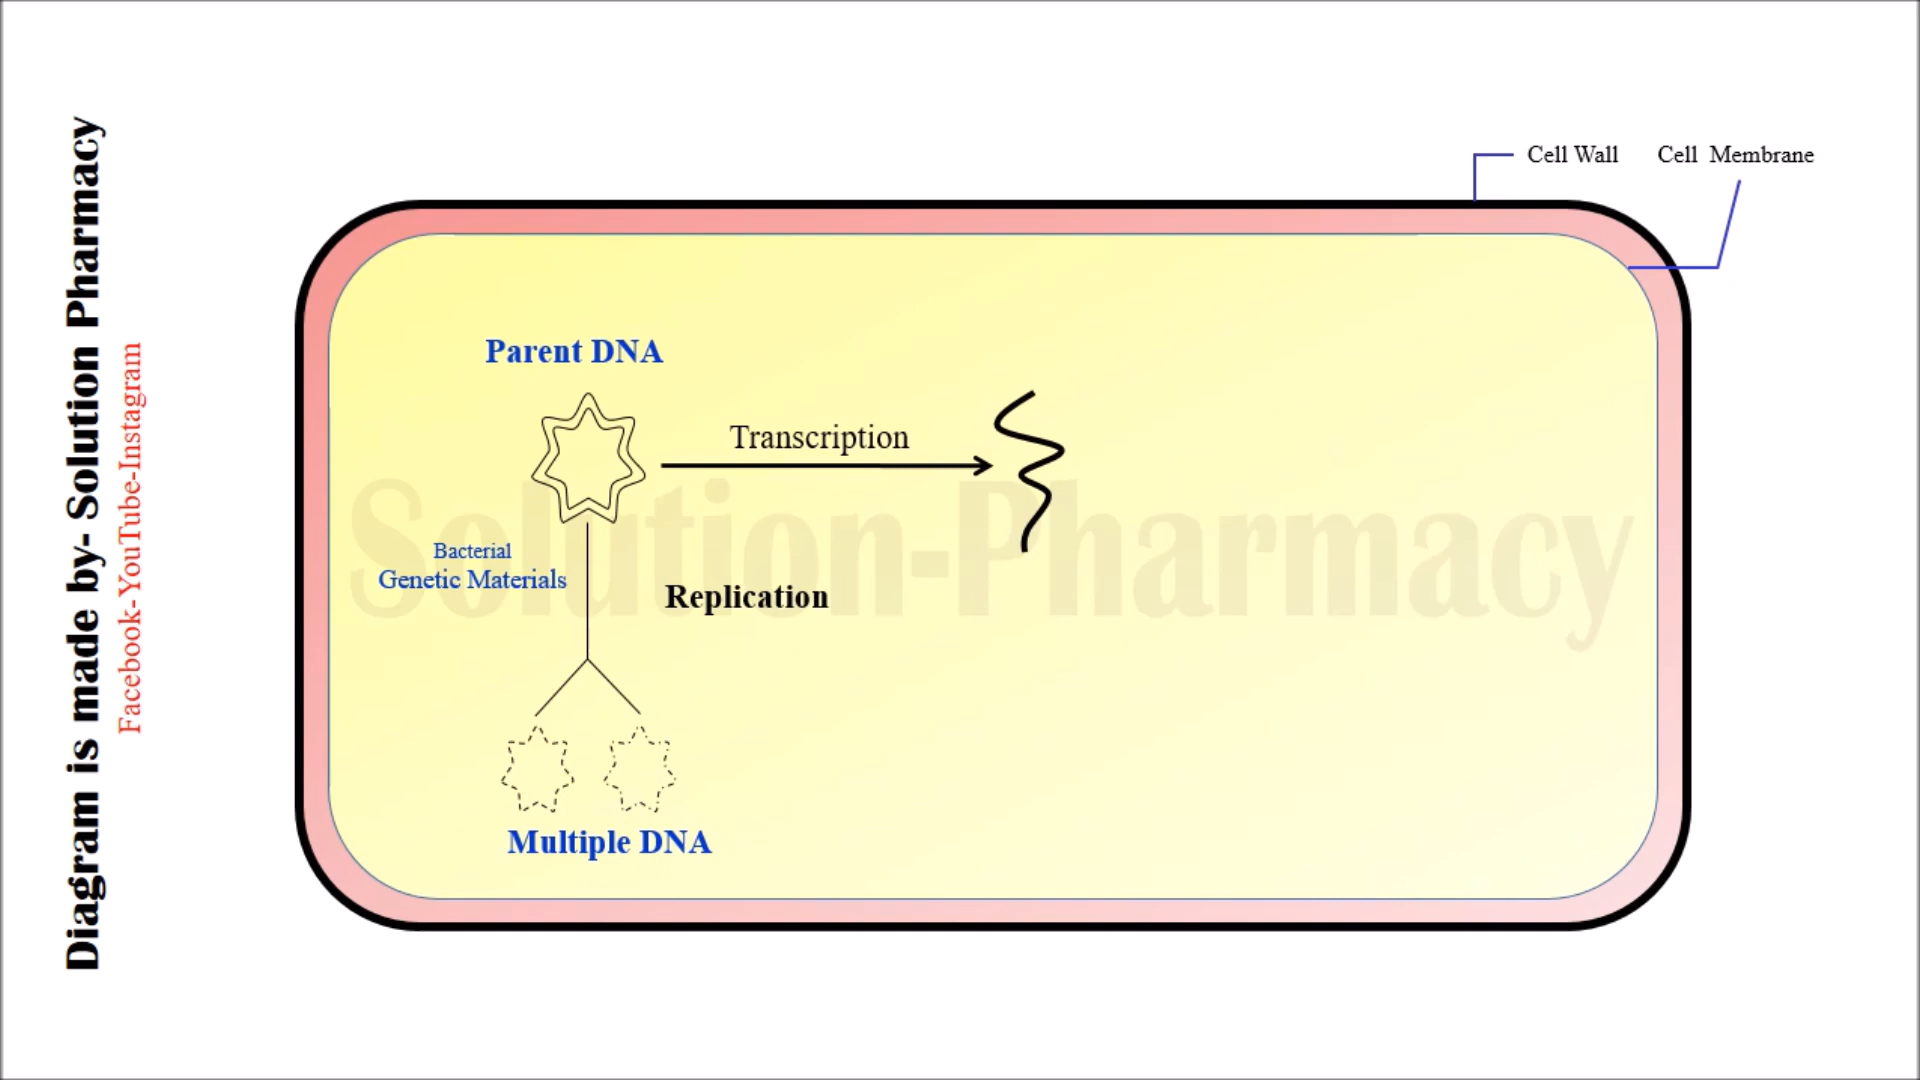 Diagram is made by- Solution Pharmacy
Facebook-YouTube-Instagram
Cell Wall
Cell Membrane
Parent DNA
Transcription
Solution-Pharmacy
Bacterial
Genetic Materials
Replication
Multiple DNA